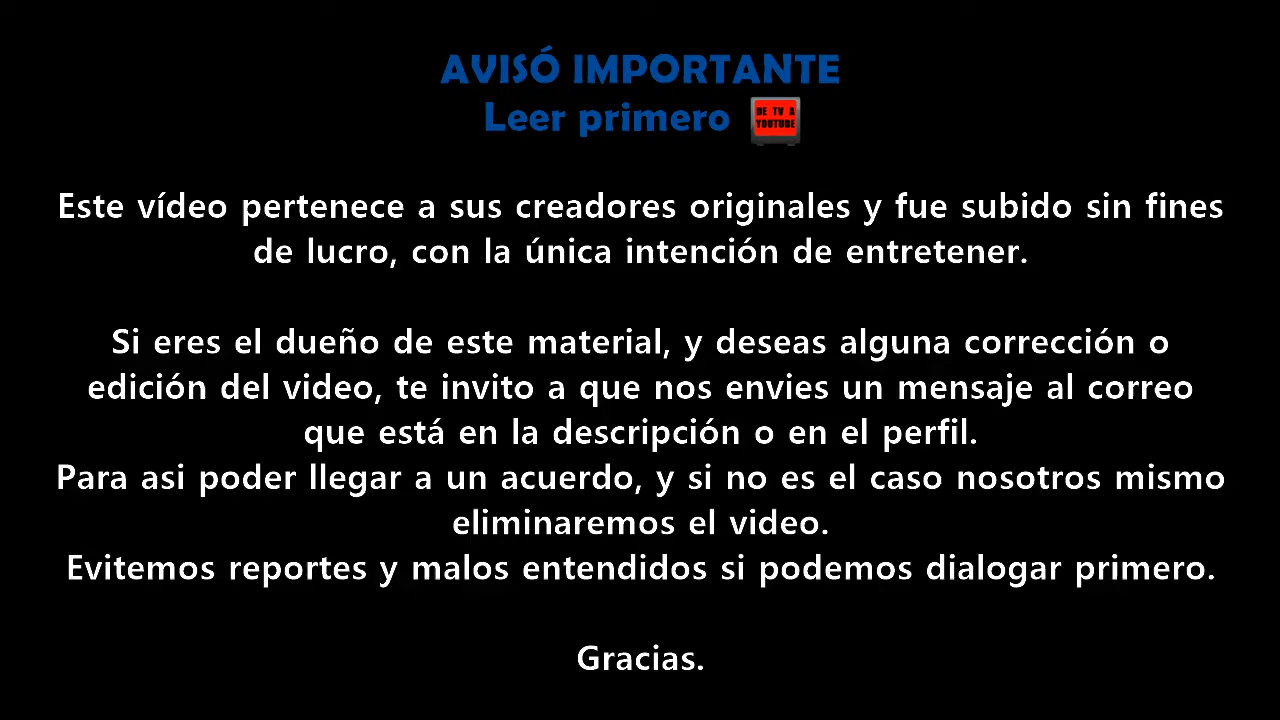 AVISÓ IMPORTANTE
Leer primero
DE TV A
YOUTUBE
Este vídeo pertenece a sus creadores originales y fue subido sin fines
de lucro, con la única intención de entretener.
Si eres el dueño de este material, y deseas alguna corrección o
edición del video, te invito a que nos envies un mensaje al correo
que está en la descripción o en el perfil.
Para asi poder llegar a un acuerdo, y si no es el caso nosotros mismo
eliminaremos el video.
Evitemos reportes y malos entendidos si podemos dialogar primero.
Gracias.